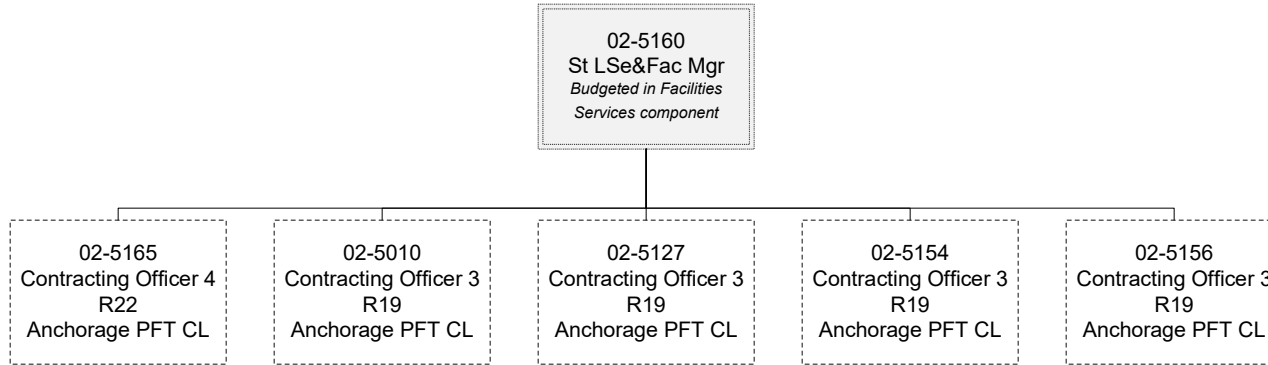 02-5160
St LSe&Fac Mgr
Budgeted in Facilities
Services component
02-5165
Contracting Officer 4
R22
Anchorage PFT CL
02-5010
Contracting Officer 3
R19
Anchorage PFT CL
02-5127
Contracting Officer 3
R19
Anchorage PFT CL
02-5154
Contracting Officer 3
R19
Anchorage PFT CL
02-5156
Contracting Officer 3
R19
Anchorage PFT CL